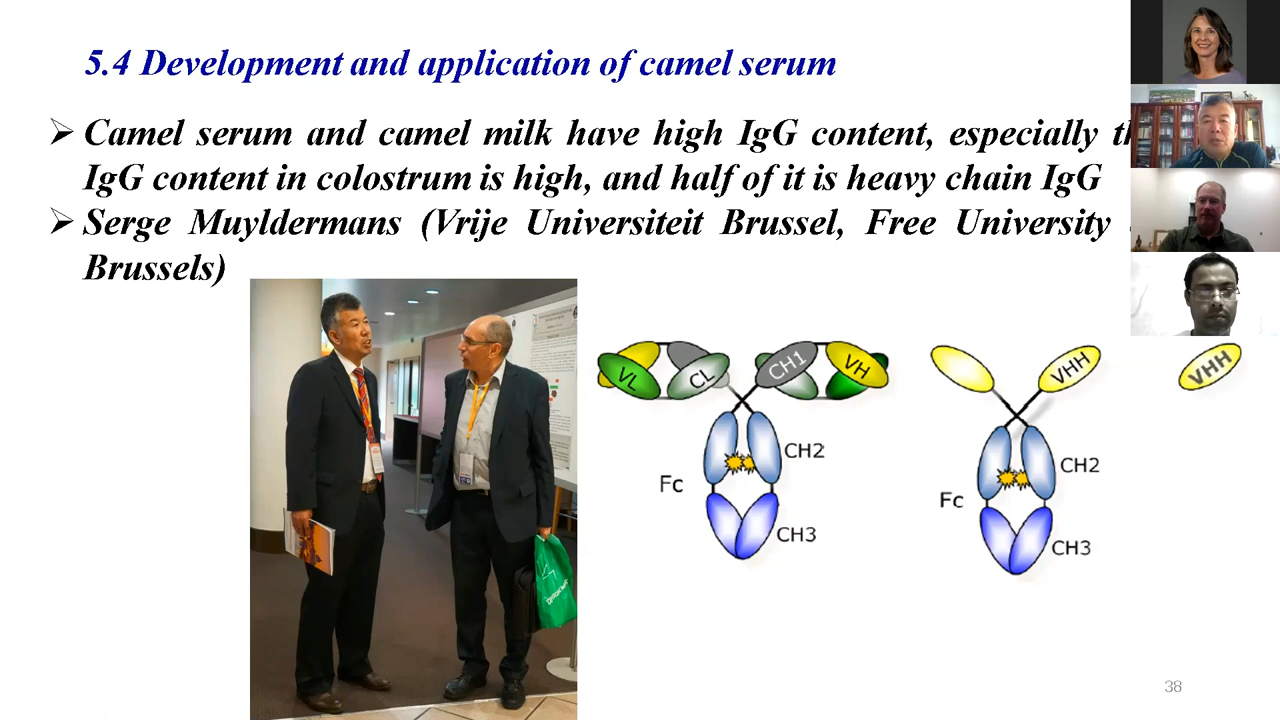 5.4 Development and application of camel serum
Camel serum and camel milk have high IgG content, especially
IgG content in colostrum is high, and half of it is heavy chain IgG
Serge Muyldermans (Vrije Universiteit Brussel, Free University
Brussels)
VL
CL
CH1
VH
CH2
Fc
CH3
VHH
CH2
Fc
CH3
VHH
38